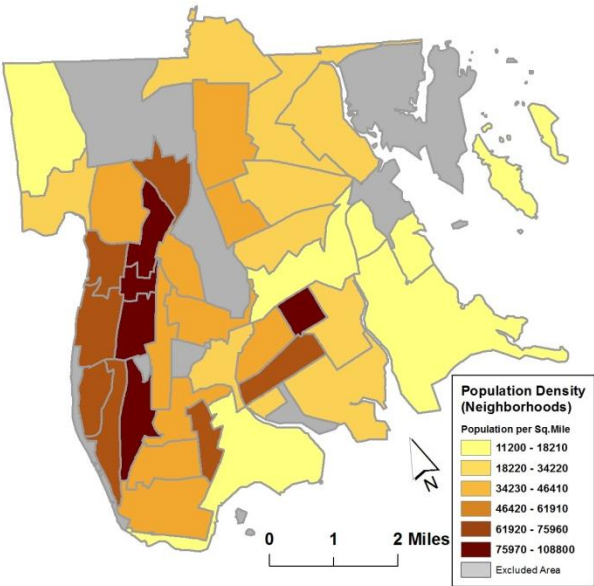 Population Density
(Neighborhoods)
Population per Sq.Mile
11200 - 18210
18220 - 34220
34230 - 46410
46420 - 61910
61920 - 75960
75970 - 108800
Excluded Area
N
0 1 2 Miles